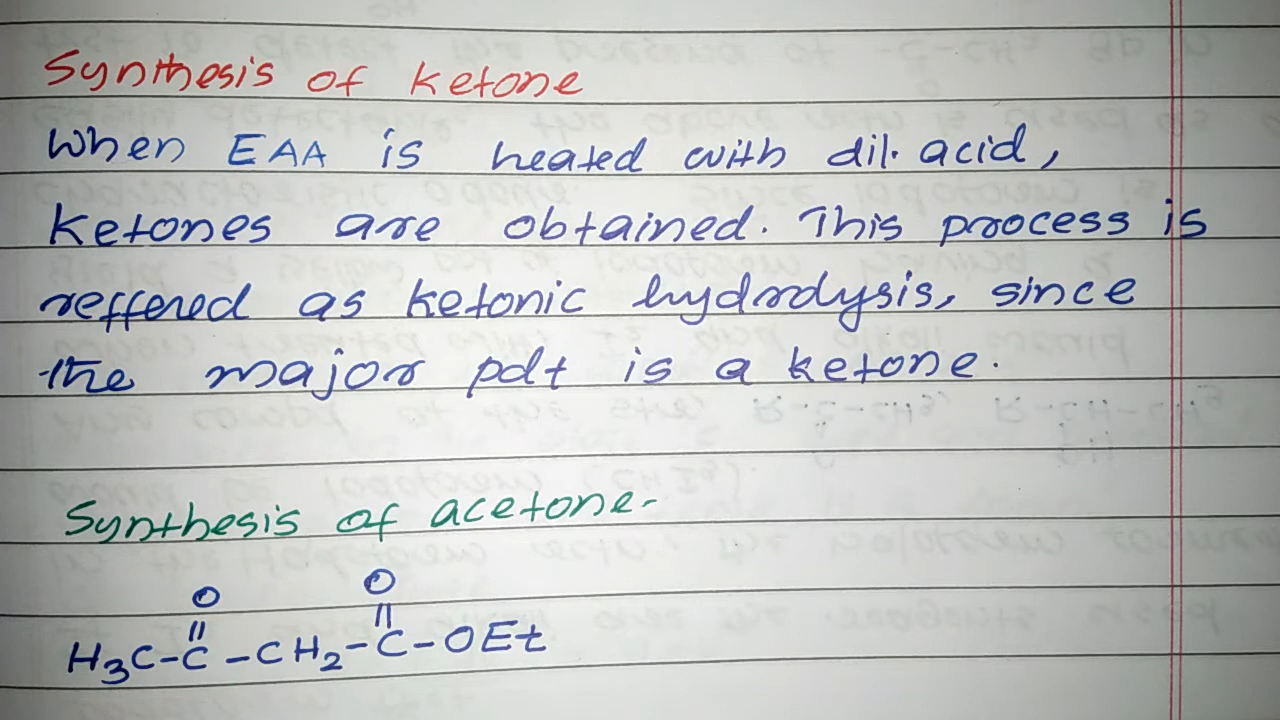 Synthesis of ketone
When EAA is heated with dil. acid,
ketones are obtained. This process is
reffered as ketonic hydrolysis, since
the major pdt is a ketone.
Synthesis of acetone-
O O
|| ||
H₃C-C-CH₂-C-OEt